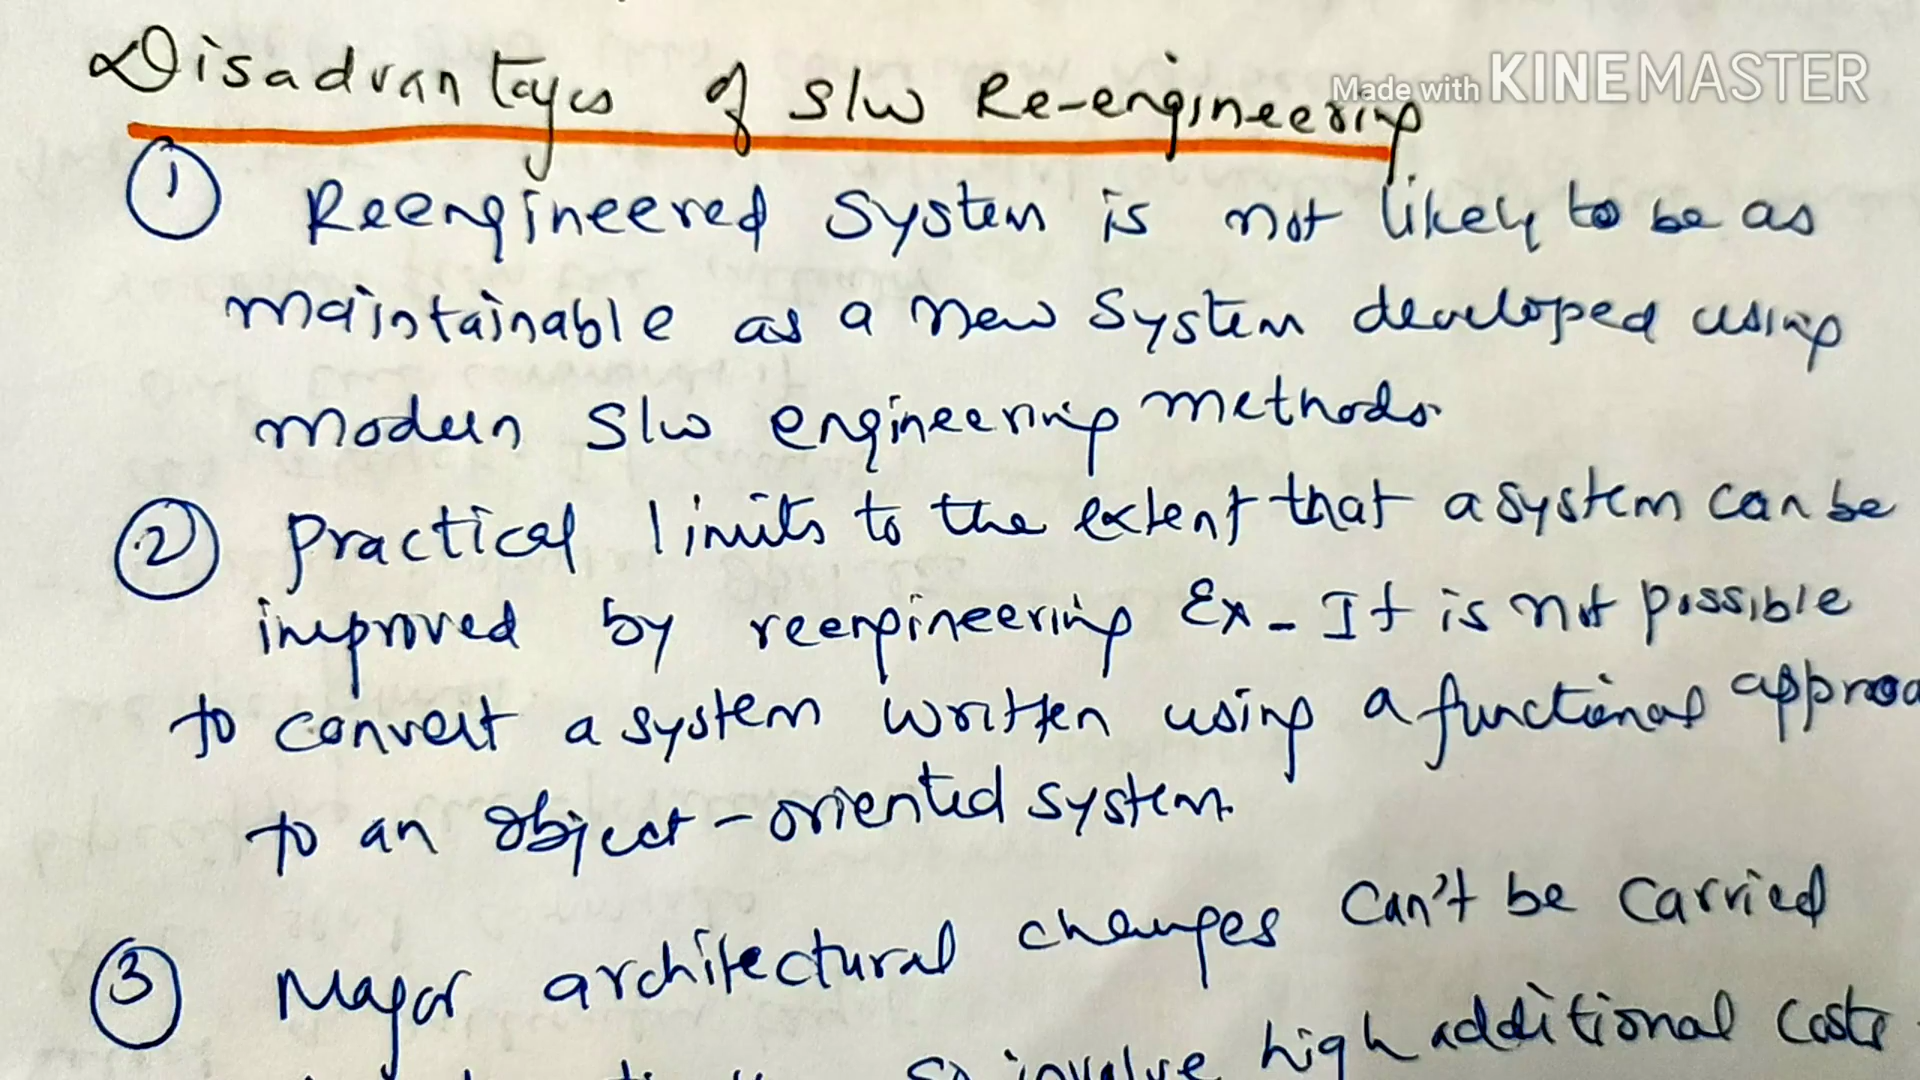 Disadvantages of S/w Re-engineering
Made with KINEMASTER
① Reengineered system is not likely to be as
maintainable as a new system developed using
modern S/w engineering methods.
② Practical limits to the extent that a system can be
improved by reengineering Ex- It is not possible
to convert a system written using a functional approa
to an object-oriented system.
③ Major architectural changes can't be carried
so involve high additional costs